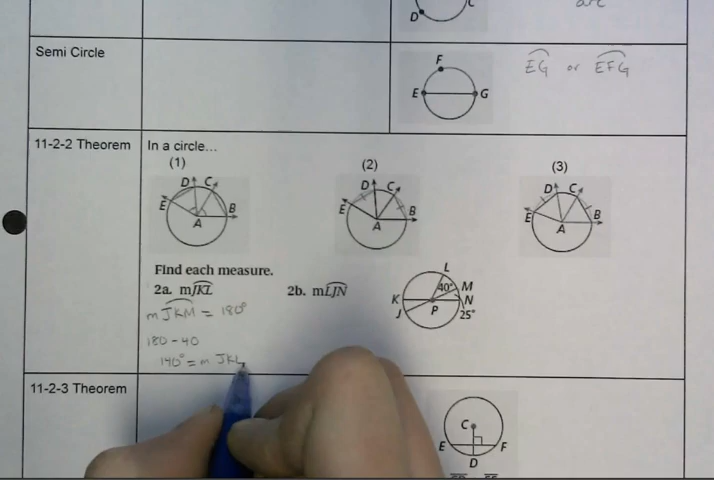 D C arc
Semi Circle
F
E G
EG or EFG
11-2-2 Theorem In a circle...
(1) (2) (3)
D C D C D C
E B E B E B
A A A
Find each measure.
2a. mJKL 2b. mLJN
L
40° M
K N
J P 25°
mJKM = 180°
180 - 40
140° = m JKL
11-2-3 Theorem
C
E F
D